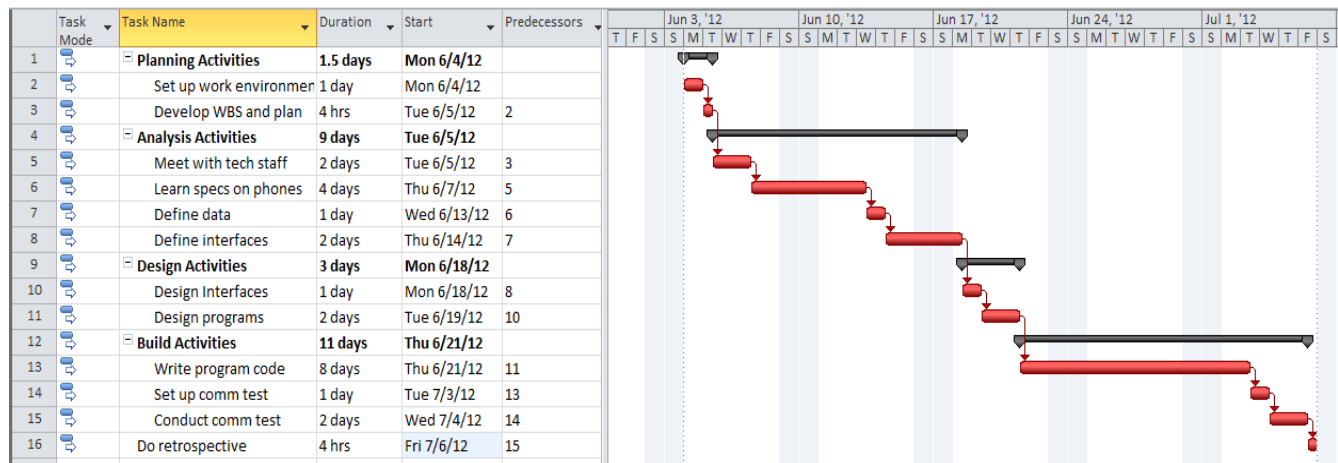 Task Mode Task Name Duration Start Predecessors Jun 3, '12 Jun 10, '12 Jun 17, '12 Jun 24, '12 Jul 1, '12
T F S S M T W T F S S M T W T F S S M T W T F S S M T W T F S S M T W T F S
1 Planning Activities 1.5 days Mon 6/4/12
2 Set up work environmen 1 day Mon 6/4/12
3 Develop WBS and plan 4 hrs Tue 6/5/12 2
4 Analysis Activities 9 days Tue 6/5/12
5 Meet with tech staff 2 days Tue 6/5/12 3
6 Learn specs on phones 4 days Thu 6/7/12 5
7 Define data 1 day Wed 6/13/12 6
8 Define interfaces 2 days Thu 6/14/12 7
9 Design Activities 3 days Mon 6/18/12
10 Design Interfaces 1 day Mon 6/18/12 8
11 Design programs 2 days Tue 6/19/12 10
12 Build Activities 11 days Thu 6/21/12
13 Write program code 8 days Thu 6/21/12 11
14 Set up comm test 1 day Tue 7/3/12 13
15 Conduct comm test 2 days Wed 7/4/12 14
16 Do retrospective 4 hrs Fri 7/6/12 15